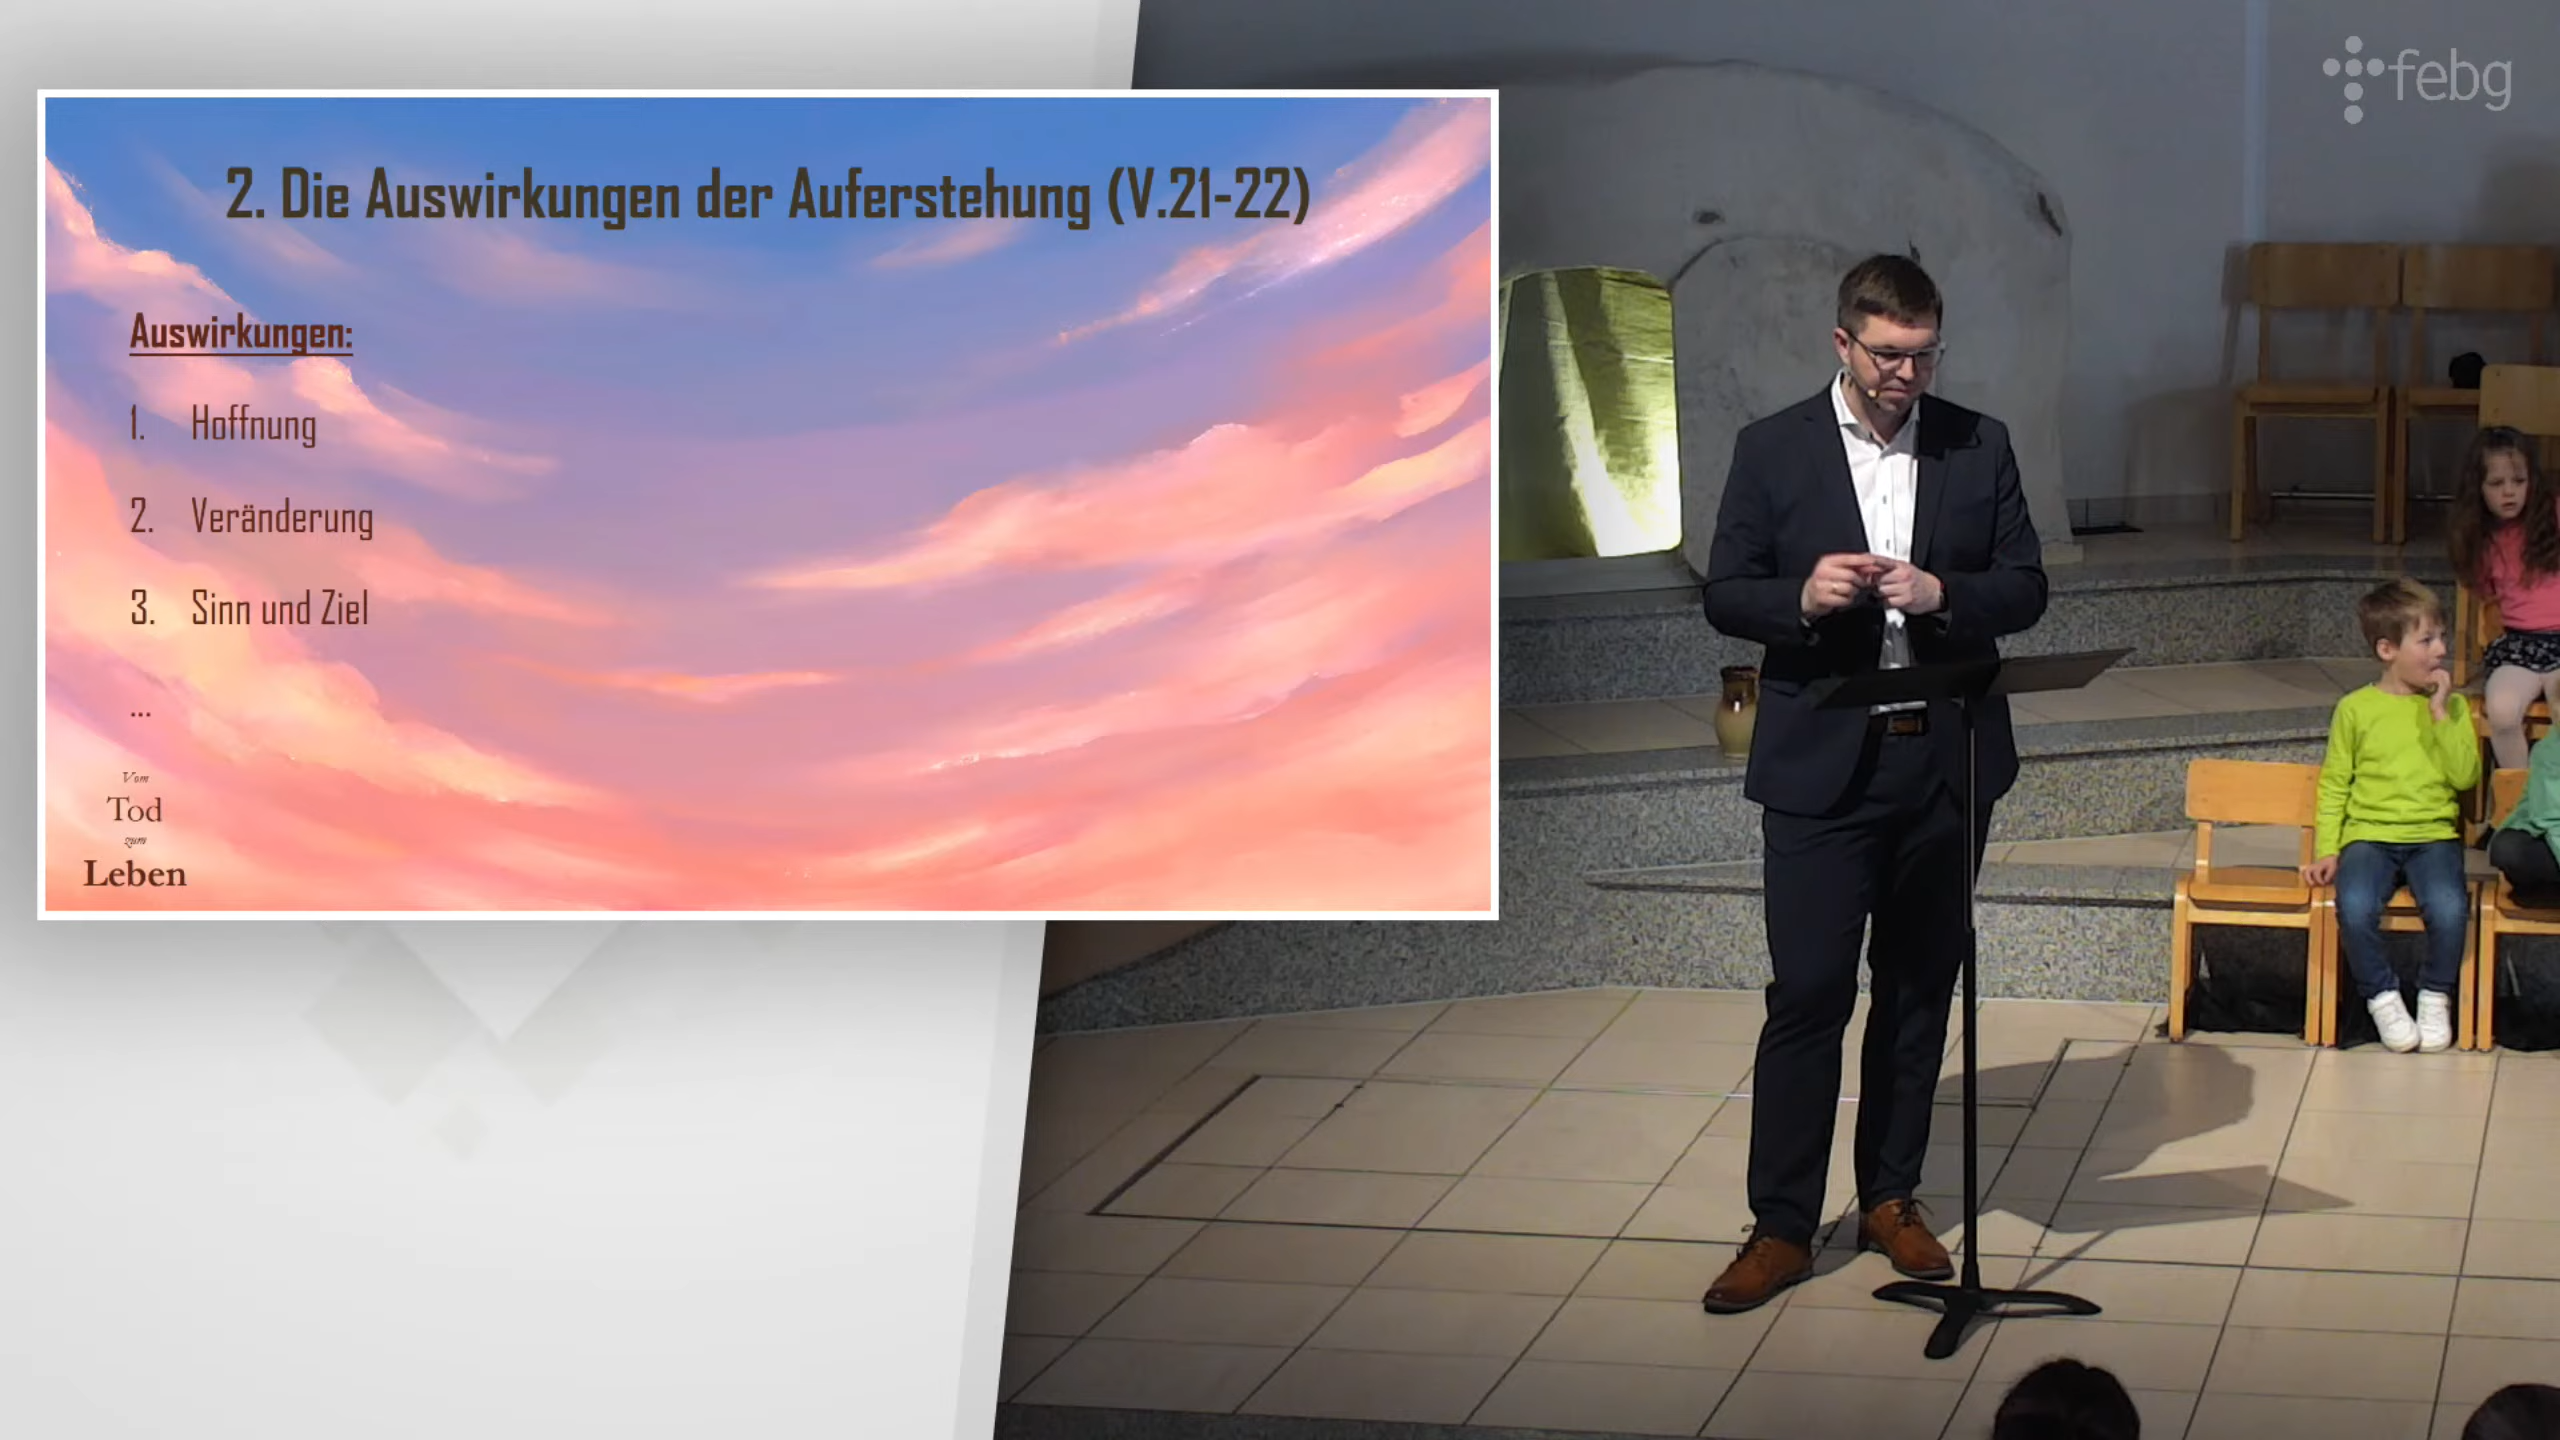 2. Die Auswirkungen der Auferstehung (V.21-22)
Auswirkungen:
1. Hoffnung
2. Veränderung
3. Sinn und Ziel
...
Vom
Tod
zum
Leben
febg